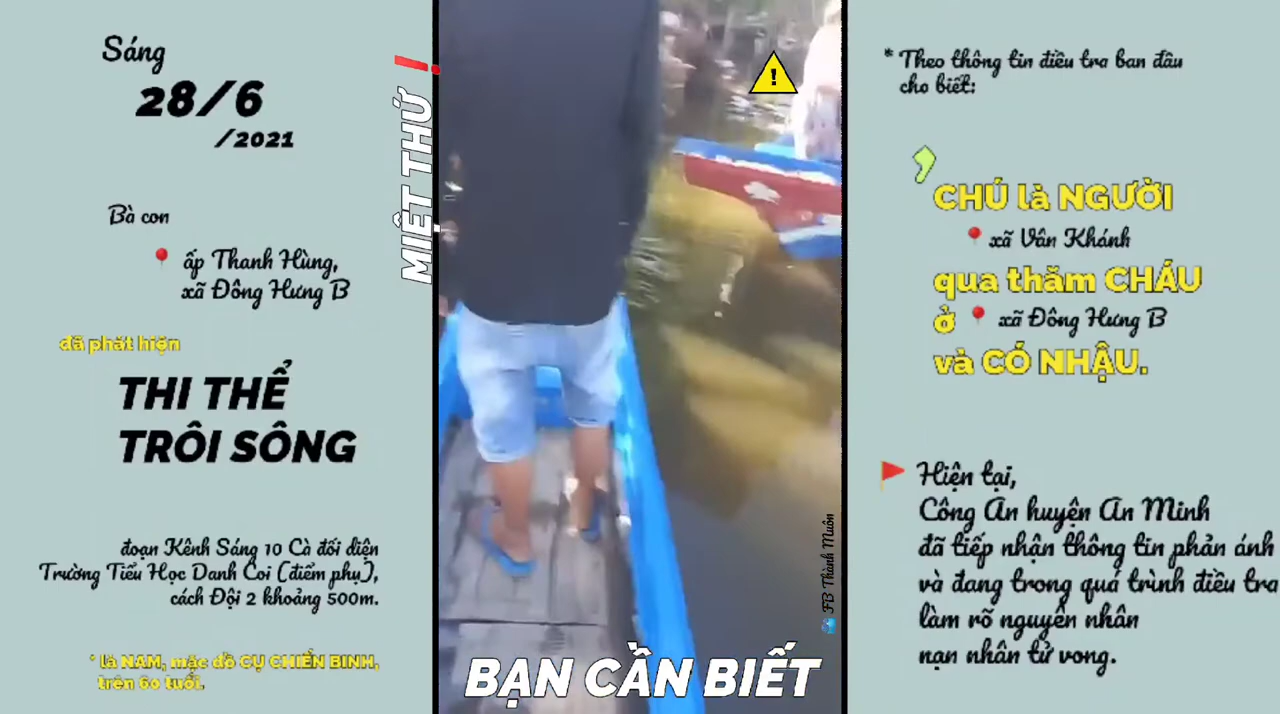 Sáng
28/6
/2021
Bà con
ấp Thanh Hùng,
xã Đông Hưng B
đã phát hiện
THI THỂ
TRÔI SÔNG
đoạn Kênh Sáng 10 Cà đối diện
Trường Tiểu Học Danh Coi (điểm phụ),
cách Đội 2 khoảng 500m.
* là NAM, mặc đồ CỤ CHIẾN BINH,
trên 60 tuổi.
MIỆT THỨ !
!
FB Thành Muôn
BẠN CẦN BIẾT
* Theo thông tin điều tra ban đầu
cho biết:
CHÚ là NGƯỜI
xã Vân Khánh
qua thăm CHÁU
ở xã Đông Hưng B
và CÓ NHẬU.
Hiện tại,
Công An huyện An Minh
đã tiếp nhận thông tin phản ánh
và đang trong quá trình điều tra
làm rõ nguyên nhân
nạn nhân tử vong.